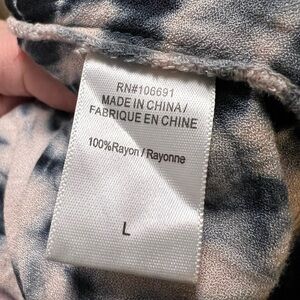 RN#106691
MADE IN CHINA/
FABRIQUE EN CHINE
100%Rayon / Rayonne
L